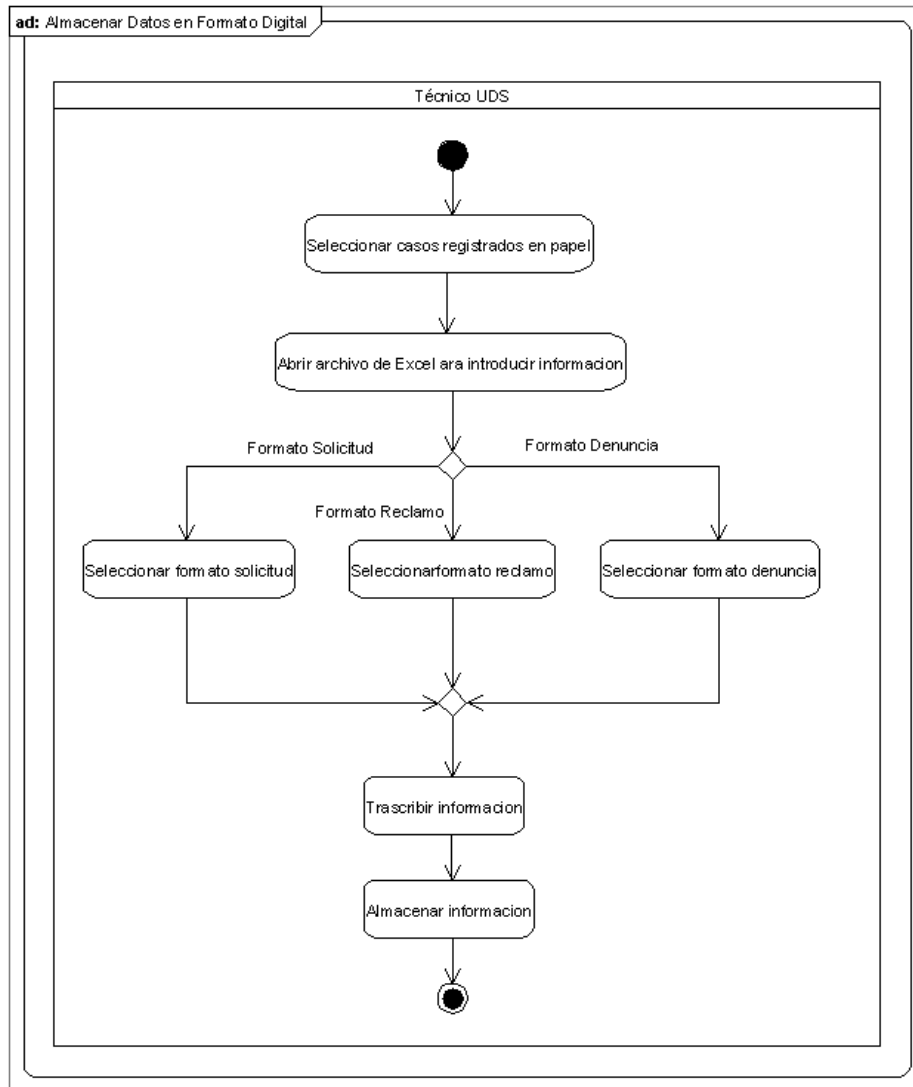 ad: Almacenar Datos en Formato Digital
Técnico UDS
Seleccionar casos registrados en papel
Abrir archivo de Excel ara introducir informacion
Formato Solicitud
Formato Denuncia
Formato Reclamo
Seleccionar formato solicitud
Seleccionarformato reclamo
Seleccionar formato denuncia
Trascribir informacion
Almacenar informacion